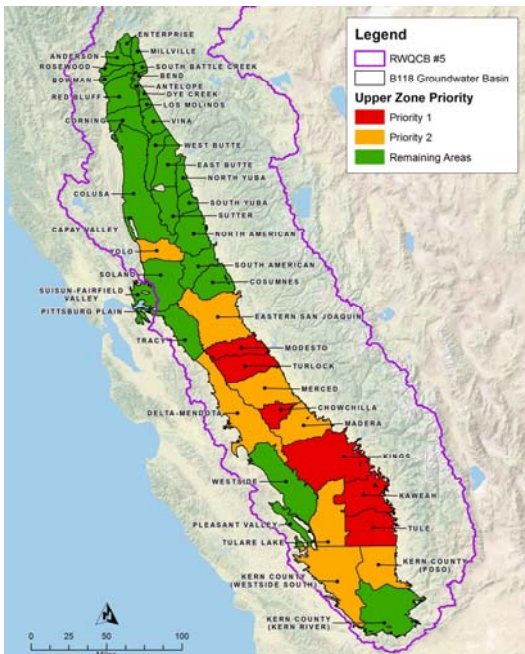 Legend
RWQCB #5
B118 Groundwater Basin
Upper Zone Priority
Priority 1
Priority 2
Remaining Areas
ENTERPRISE
MILLVILLE
ANDERSON
ROSEWOOD
SOUTH BATTLE CREEK
BEND
BOWMAN
ANTELOPE
DYE CREEK
RED BLUFF
LOS MOLINOS
CORNING
VINA
WEST BUTTE
EAST BUTTE
NORTH YUBA
COLUSA
SOUTH YUBA
SUTTER
CAPAY VALLEY
NORTH AMERICAN
YOLO
SOUTH AMERICAN
SOLANO
COSUMNES
SUISUN-FAIRFIELD
VALLEY
PITTSBURG PLAIN
EASTERN SAN JOAQUIN
TRACY
MODESTO
TURLOCK
MERCED
DELTA-MENDOTA
CHOWCHILLA
MADERA
KINGS
WESTSIDE
KAWEAH
PLEASANT VALLEY
TULE
TULARE LAKE
KERN COUNTY
(POSO)
KERN COUNTY
(WESTSIDE SOUTH)
KERN COUNTY
(KERN RIVER)
0 50 100
Miles